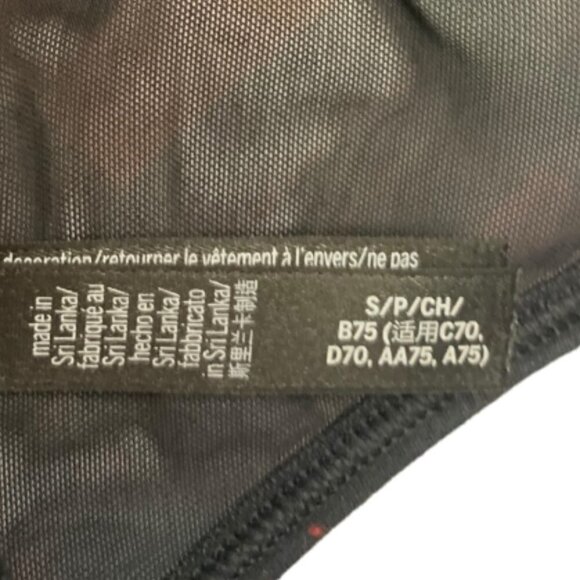 decoration/retourner le vêtement à l'envers/ne pas
made in
Sri Lanka/
fabriqué au
Sri Lanka/
hecho en
Sri Lanka/
fabbricato
in Sri Lanka/
斯里兰卡制造
S/P/CH/
B75 (适用C70,
D70, AA75, A75)